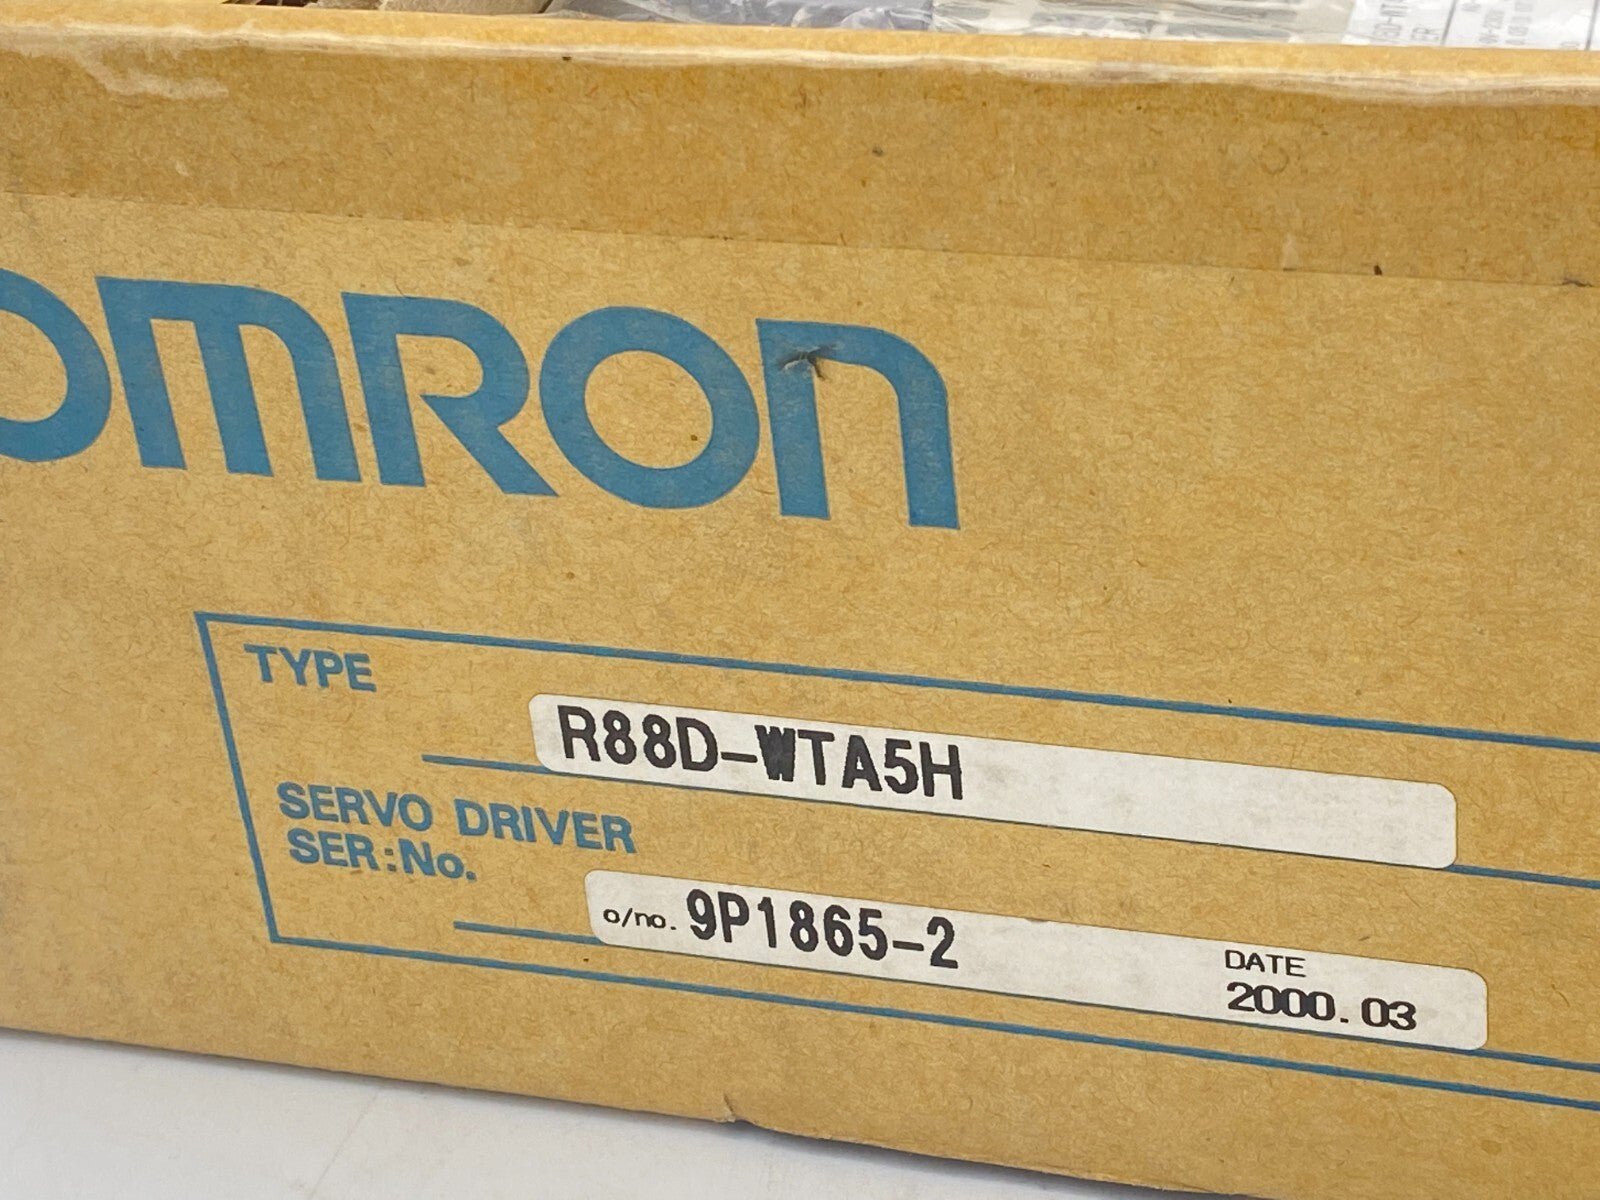 OMRON
TYPE
R88D-WTA5H
SERVO DRIVER
SER:No.
o/no. 9P1865-2
DATE
2000.03